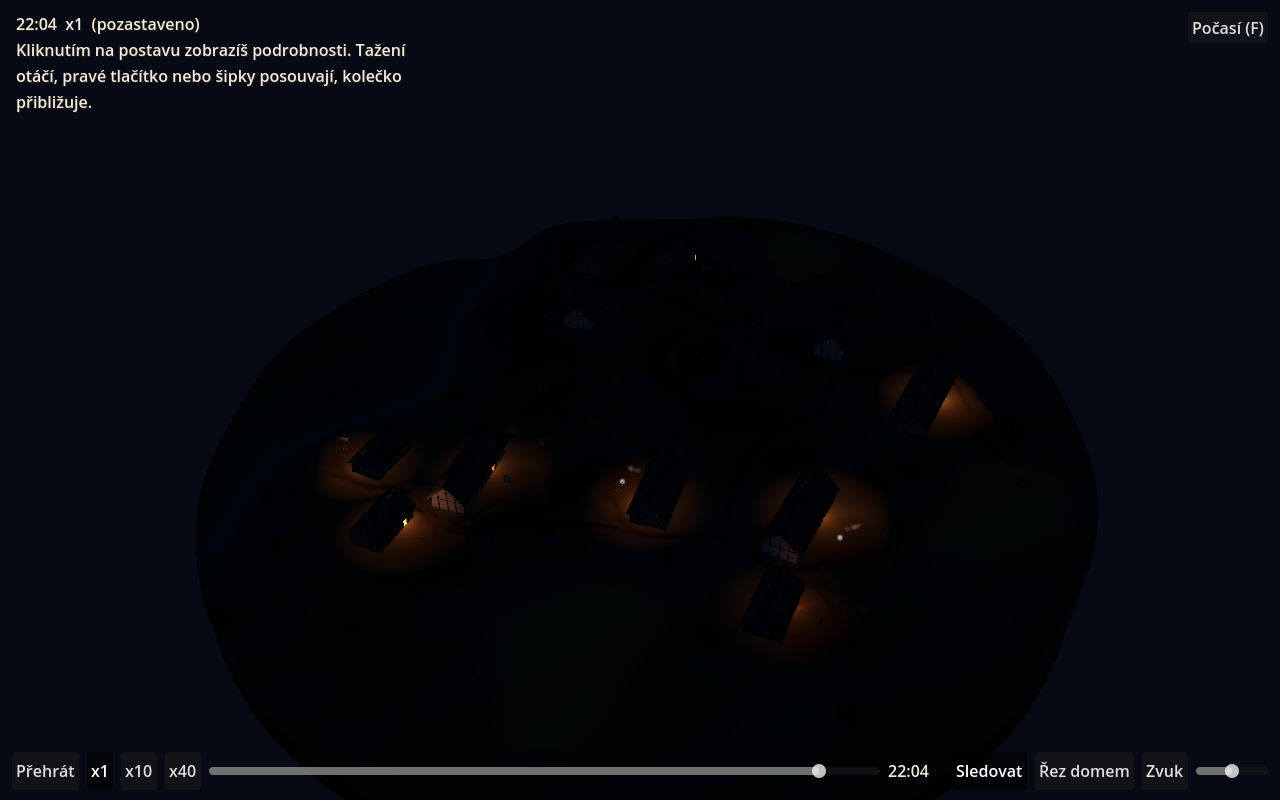 22:04 x1 (pozastaveno)
Kliknutím na postavu zobrazíš podrobnosti. Tažení
otáčí, pravé tlačítko nebo šipky posouvají, kolečko
přibližuje.
Počasí (F)
Přehrát x1 x10 x40 22:04 Sledovat Řez domem Zvuk